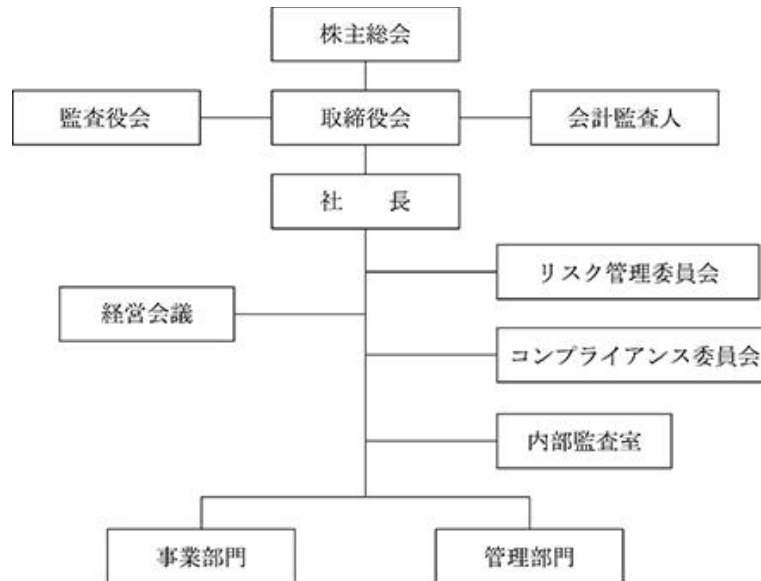 株主総会
監査役会
取締役会
会計監査人
社　　長
リスク管理委員会
経営会議
コンプライアンス委員会
内部監査室
事業部門
管理部門